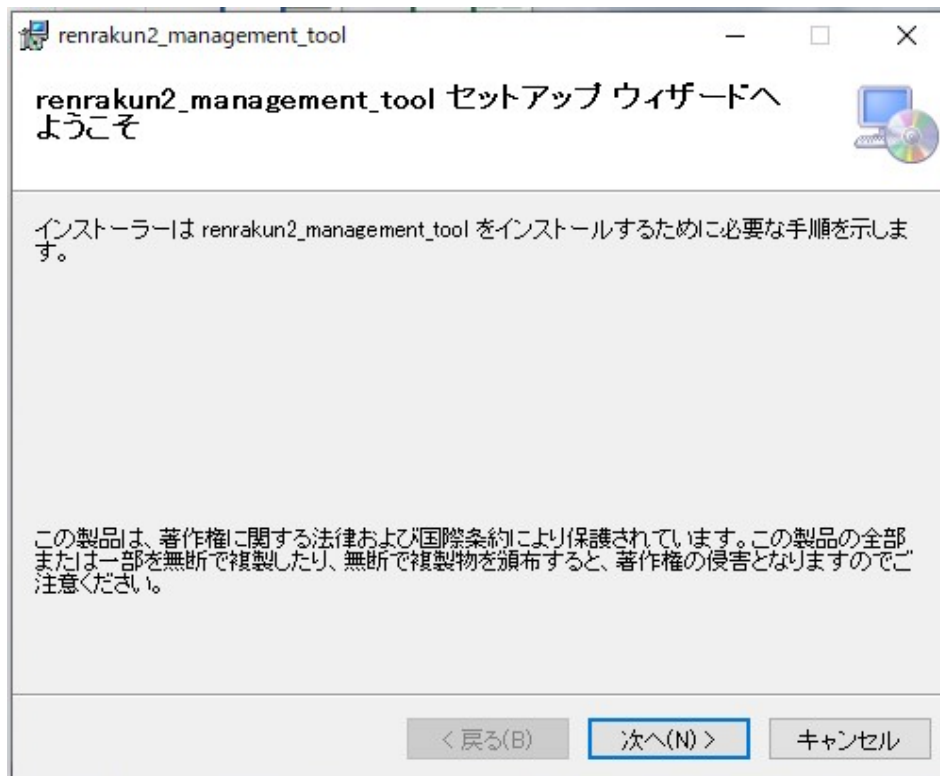 renrakun2_management_tool
renrakun2_management_tool セットアップ ウィザードへ
ようこそ
インストーラーは renrakun2_management_tool をインストールするために必要な手順を示しま
す。
この製品は、著作権に関する法律および国際条約により保護されています。この製品の全部
または一部を無断で複製したり、無断で複製物を頒布すると、著作権の侵害となりますのでご
注意ください。
< 戻る(B)
次へ(N) >
キャンセル